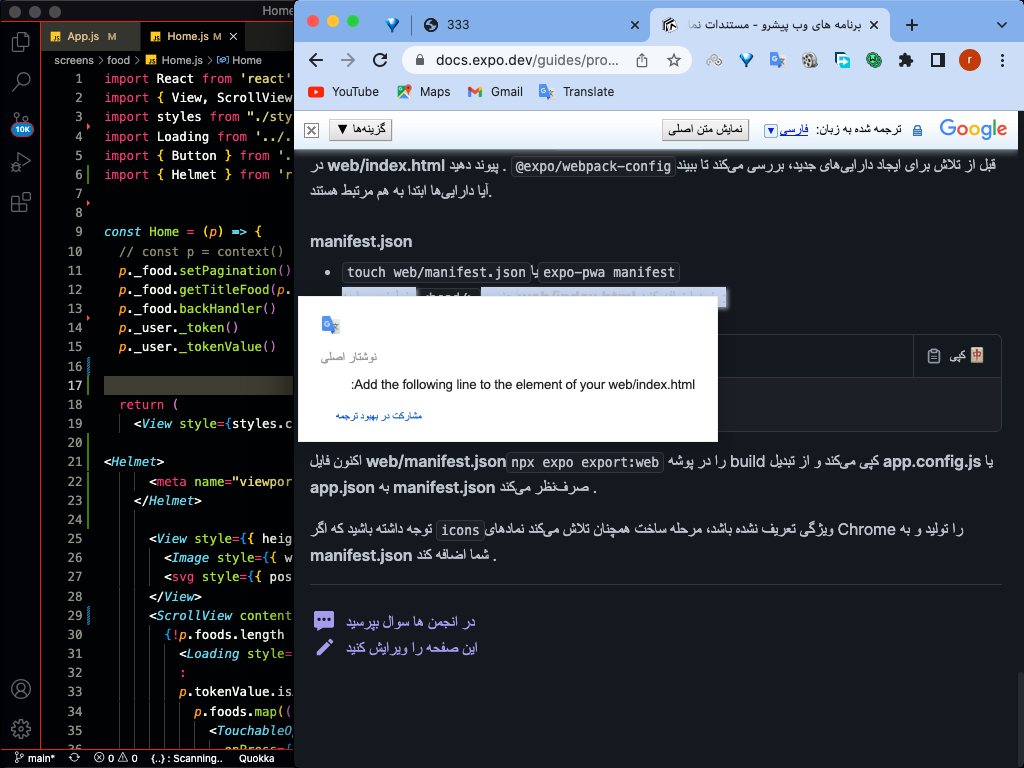 Home
App.js M
Home.js M
screens › food › Home.js › Home
1 import React from 'react'
2 import { View, ScrollView
3 import styles from "./sty
4 import Loading from '../.
5 import { Button } from '.
6 import { Helmet } from 'r
7
8
9 const Home = (p) => {
10 // const p = context()
11 p._food.setPagination()
12 p._food.getTitleFood(p.
13 p._food.backHandler()
14 p._user._token()
15 p._user._tokenValue()
16
17
18 return (
19 <View style={styles.c
20
21 <Helmet>
22 <meta name="viewpor
23 </Helmet>
24
25 <View style={{ heig
26 <Image style={{ w
27 <svg style={{ pos
28 </View>
29 <ScrollView content
30 {!p.foods.length
31 <Loading style=
32 :
33 p.tokenValue.is
34 p.foods.map((
35 <TouchableO
36 onPress={
10K
main* 0 0 {..} : Scanning.. Quokka
333
برنامه های وب پیشرو - مستندات نما
docs.expo.dev/guides/pro...
r
YouTube Maps Gmail Translate
گزینه‌ها ▼
نمایش متن اصلی
ترجمه شده به زبان: فارسی
Google
قبل از تلاش برای ایجاد دارایی‌های جدید، بررسی می‌کند تا ببیند @expo/webpack-config . پیوند دهید web/index.html در
آیا دارایی‌ها ابتدا به هم مرتبط هستند.
manifest.json
touch web/manifest.json یا expo-pwa manifest
نوشتار اصلی
:Add the following line to the element of your web/index.html
مشارکت در بهبود ترجمه
کپی
اکنون فایل web/manifest.json npx expo export:web کپی می‌کند و از تبدیل build را در پوشه app.config.js یا
app.json به manifest.json صرف‌نظر می‌کند .
توجه داشته باشید که اگر icons ویژگی تعریف نشده باشد، مرحله ساخت همچنان تلاش می‌کند نمادهای Chrome را تولید و به
manifest.json شما اضافه کند .
در انجمن ها سوال بپرسید
این صفحه را ویرایش کنید